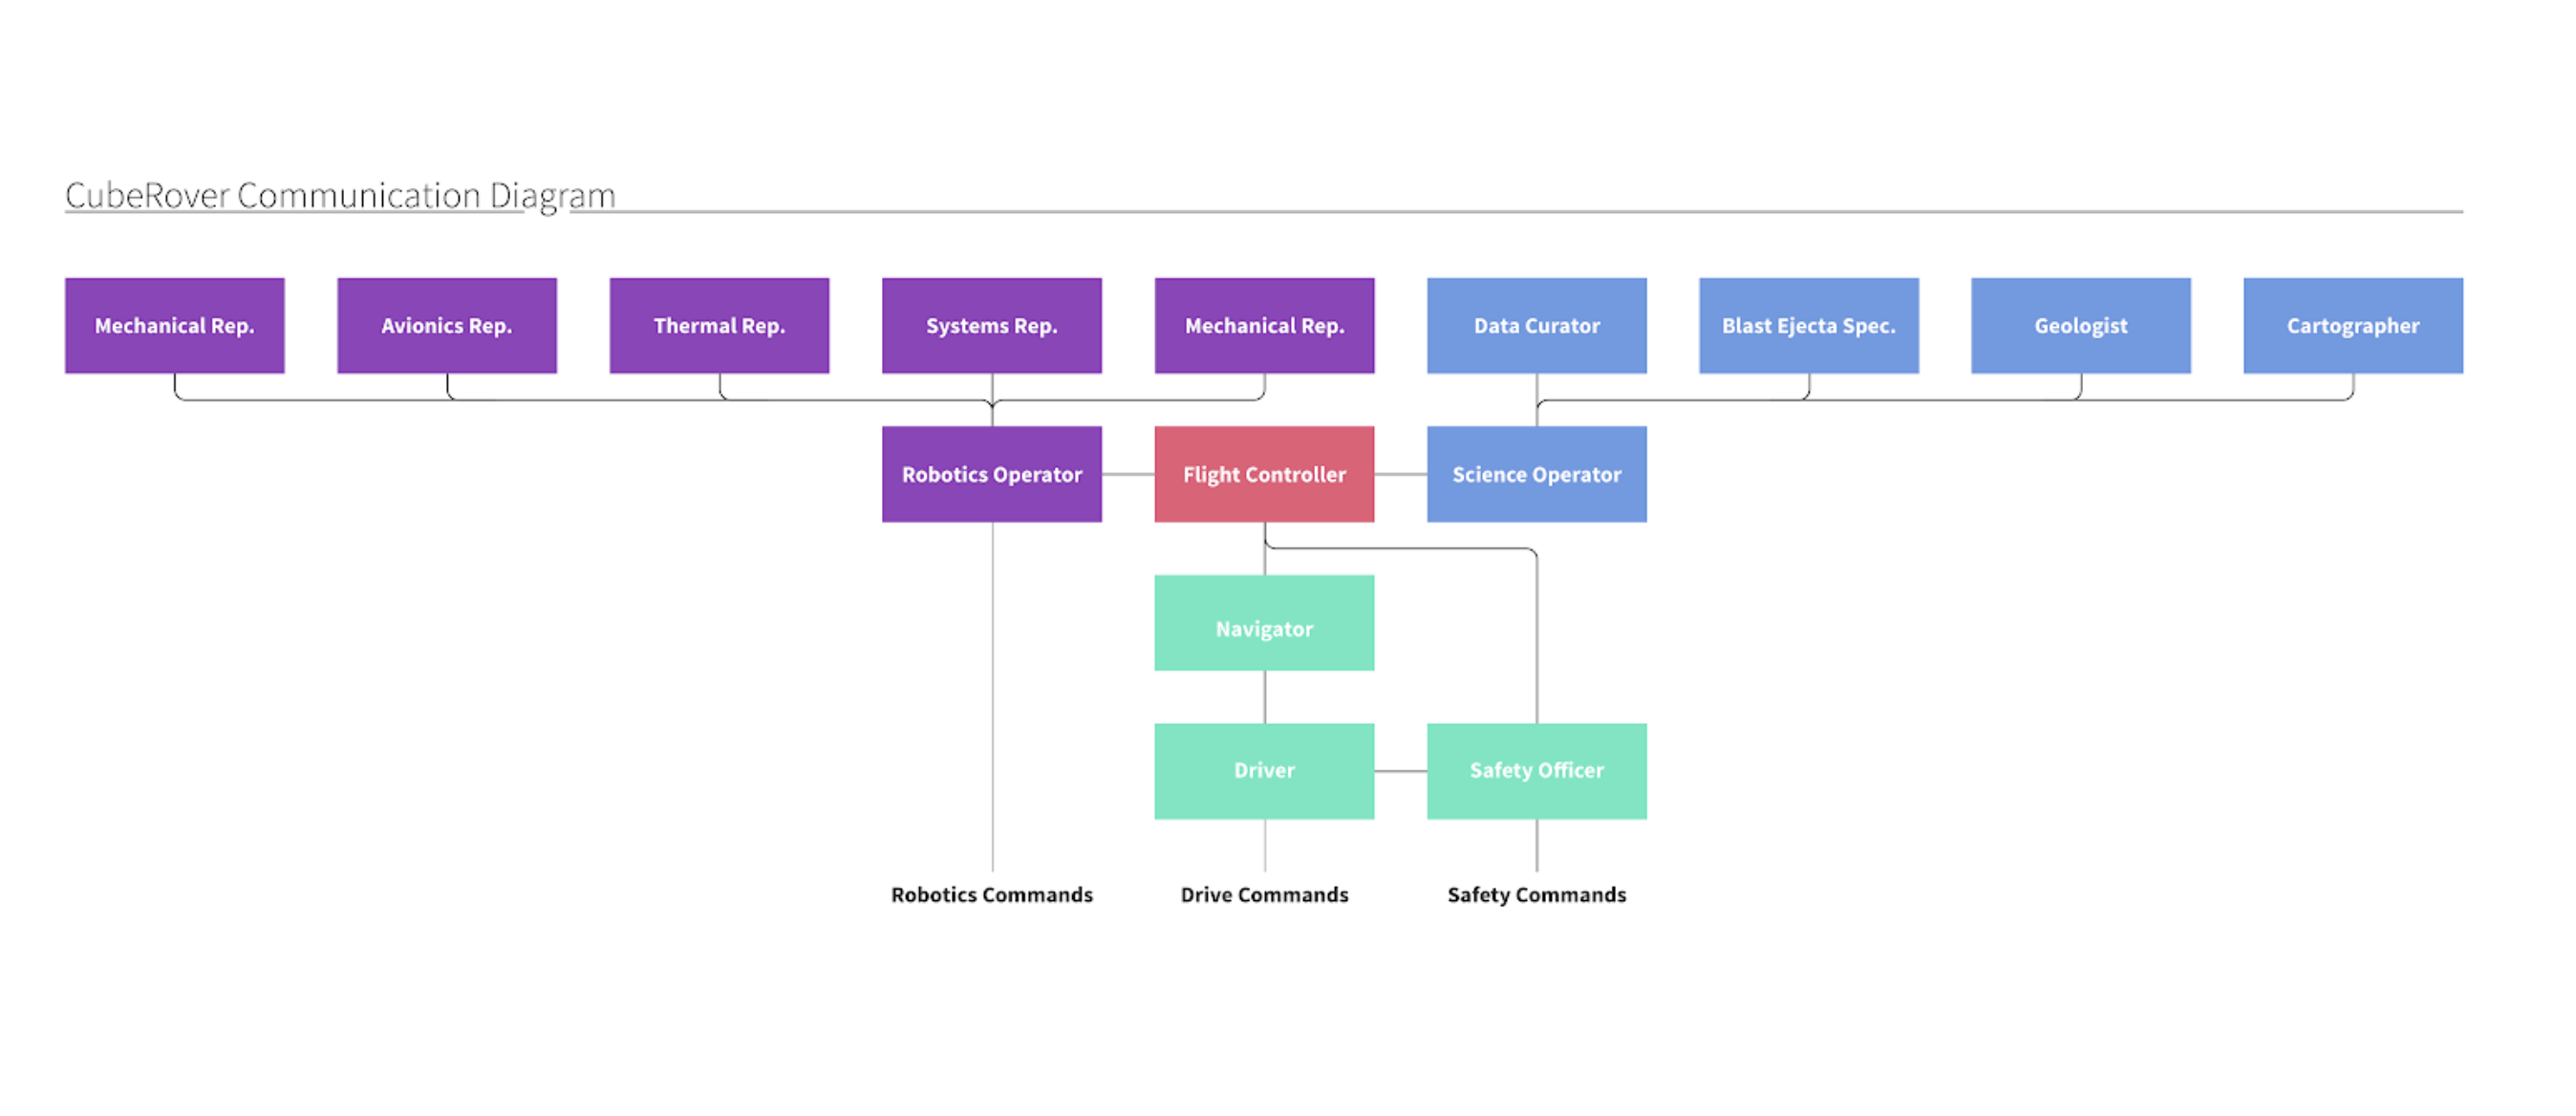 CubeRover Communication Diagram
Mechanical Rep.
Avionics Rep.
Thermal Rep.
Systems Rep.
Mechanical Rep.
Data Curator
Blast Ejecta Spec.
Geologist
Cartographer
Robotics Operator
Flight Controller
Science Operator
Navigator
Driver
Safety Officer
Robotics Commands
Drive Commands
Safety Commands